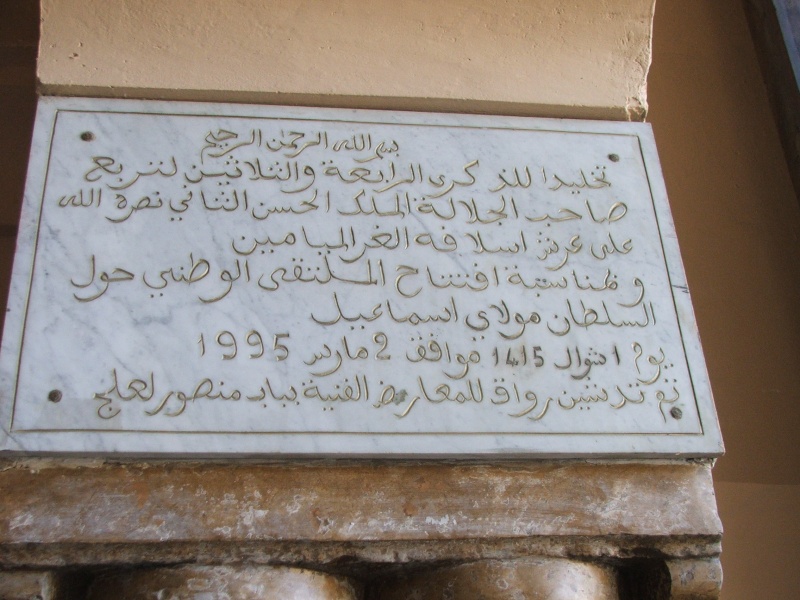 بسم الله الرحمن الرحيم
تخليدا للذكرى الرابعة والثلاثين لتربع
صاحب الجلالة الملك الحسن الثاني نصره الله
على عرش اسلافه الغر الميامين
وبمناسبة افتتاح الملتقى الوطني حول
السلطان مولاي اسماعيل
يوم 1 شوال 1415 موافق 2 مارس 1995
تم تدشين رواق للمعارض الفنية بباب منصور لعلج